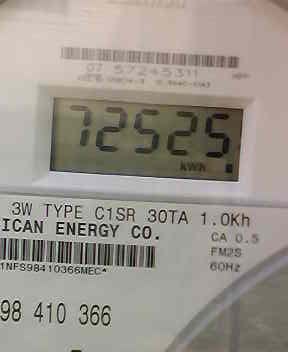 07 57245311
72525
kWh
3W TYPE C1SR 30TA 1.0Kh
ICAN ENERGY CO.
CA 0.5
FM2S
60Hz
1NFS98410366MEC*
98 410 366